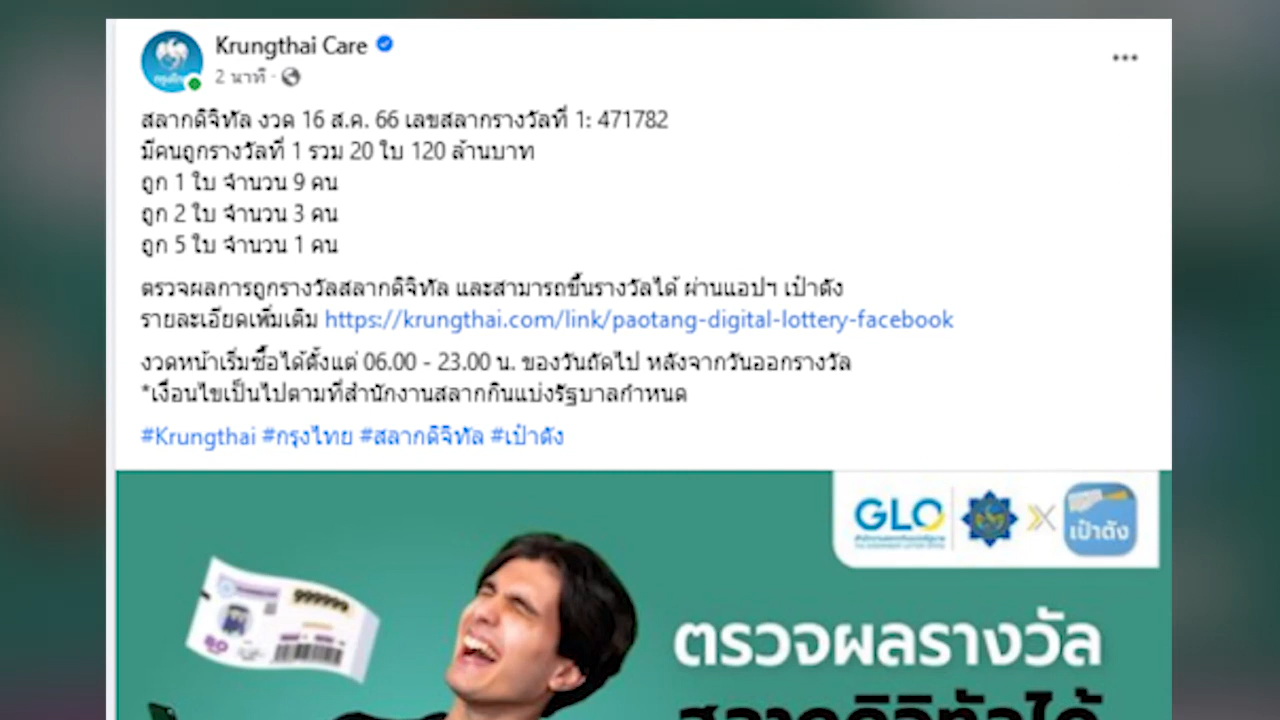 Krungthai Care
2 นาที ·
สลากดิจิทัล งวด 16 ส.ค. 66 เลขสลากรางวัลที่ 1: 471782
มีคนถูกรางวัลที่ 1 รวม 20 ใบ 120 ล้านบาท
ถูก 1 ใบ จำนวน 9 คน
ถูก 2 ใบ จำนวน 3 คน
ถูก 5 ใบ จำนวน 1 คน
ตรวจผลการถูกรางวัลสลากดิจิทัล และสามารถขึ้นรางวัลได้ ผ่านแอปฯ เป๋าตัง
รายละเอียดเพิ่มเติม https://krungthai.com/link/paotang-digital-lottery-facebook
งวดหน้าเริ่มซื้อได้ตั้งแต่ 06.00 - 23.00 น. ของวันถัดไป หลังจากวันออกรางวัล
*เงื่อนไขเป็นไปตามที่สำนักงานสลากกินแบ่งรัฐบาลกำหนด
#Krungthai #กรุงไทย #สลากดิจิทัล #เป๋าตัง
GLO
เป๋าตัง
999999
80
ตรวจผลรางวัล
สลากดิจิทัลได้